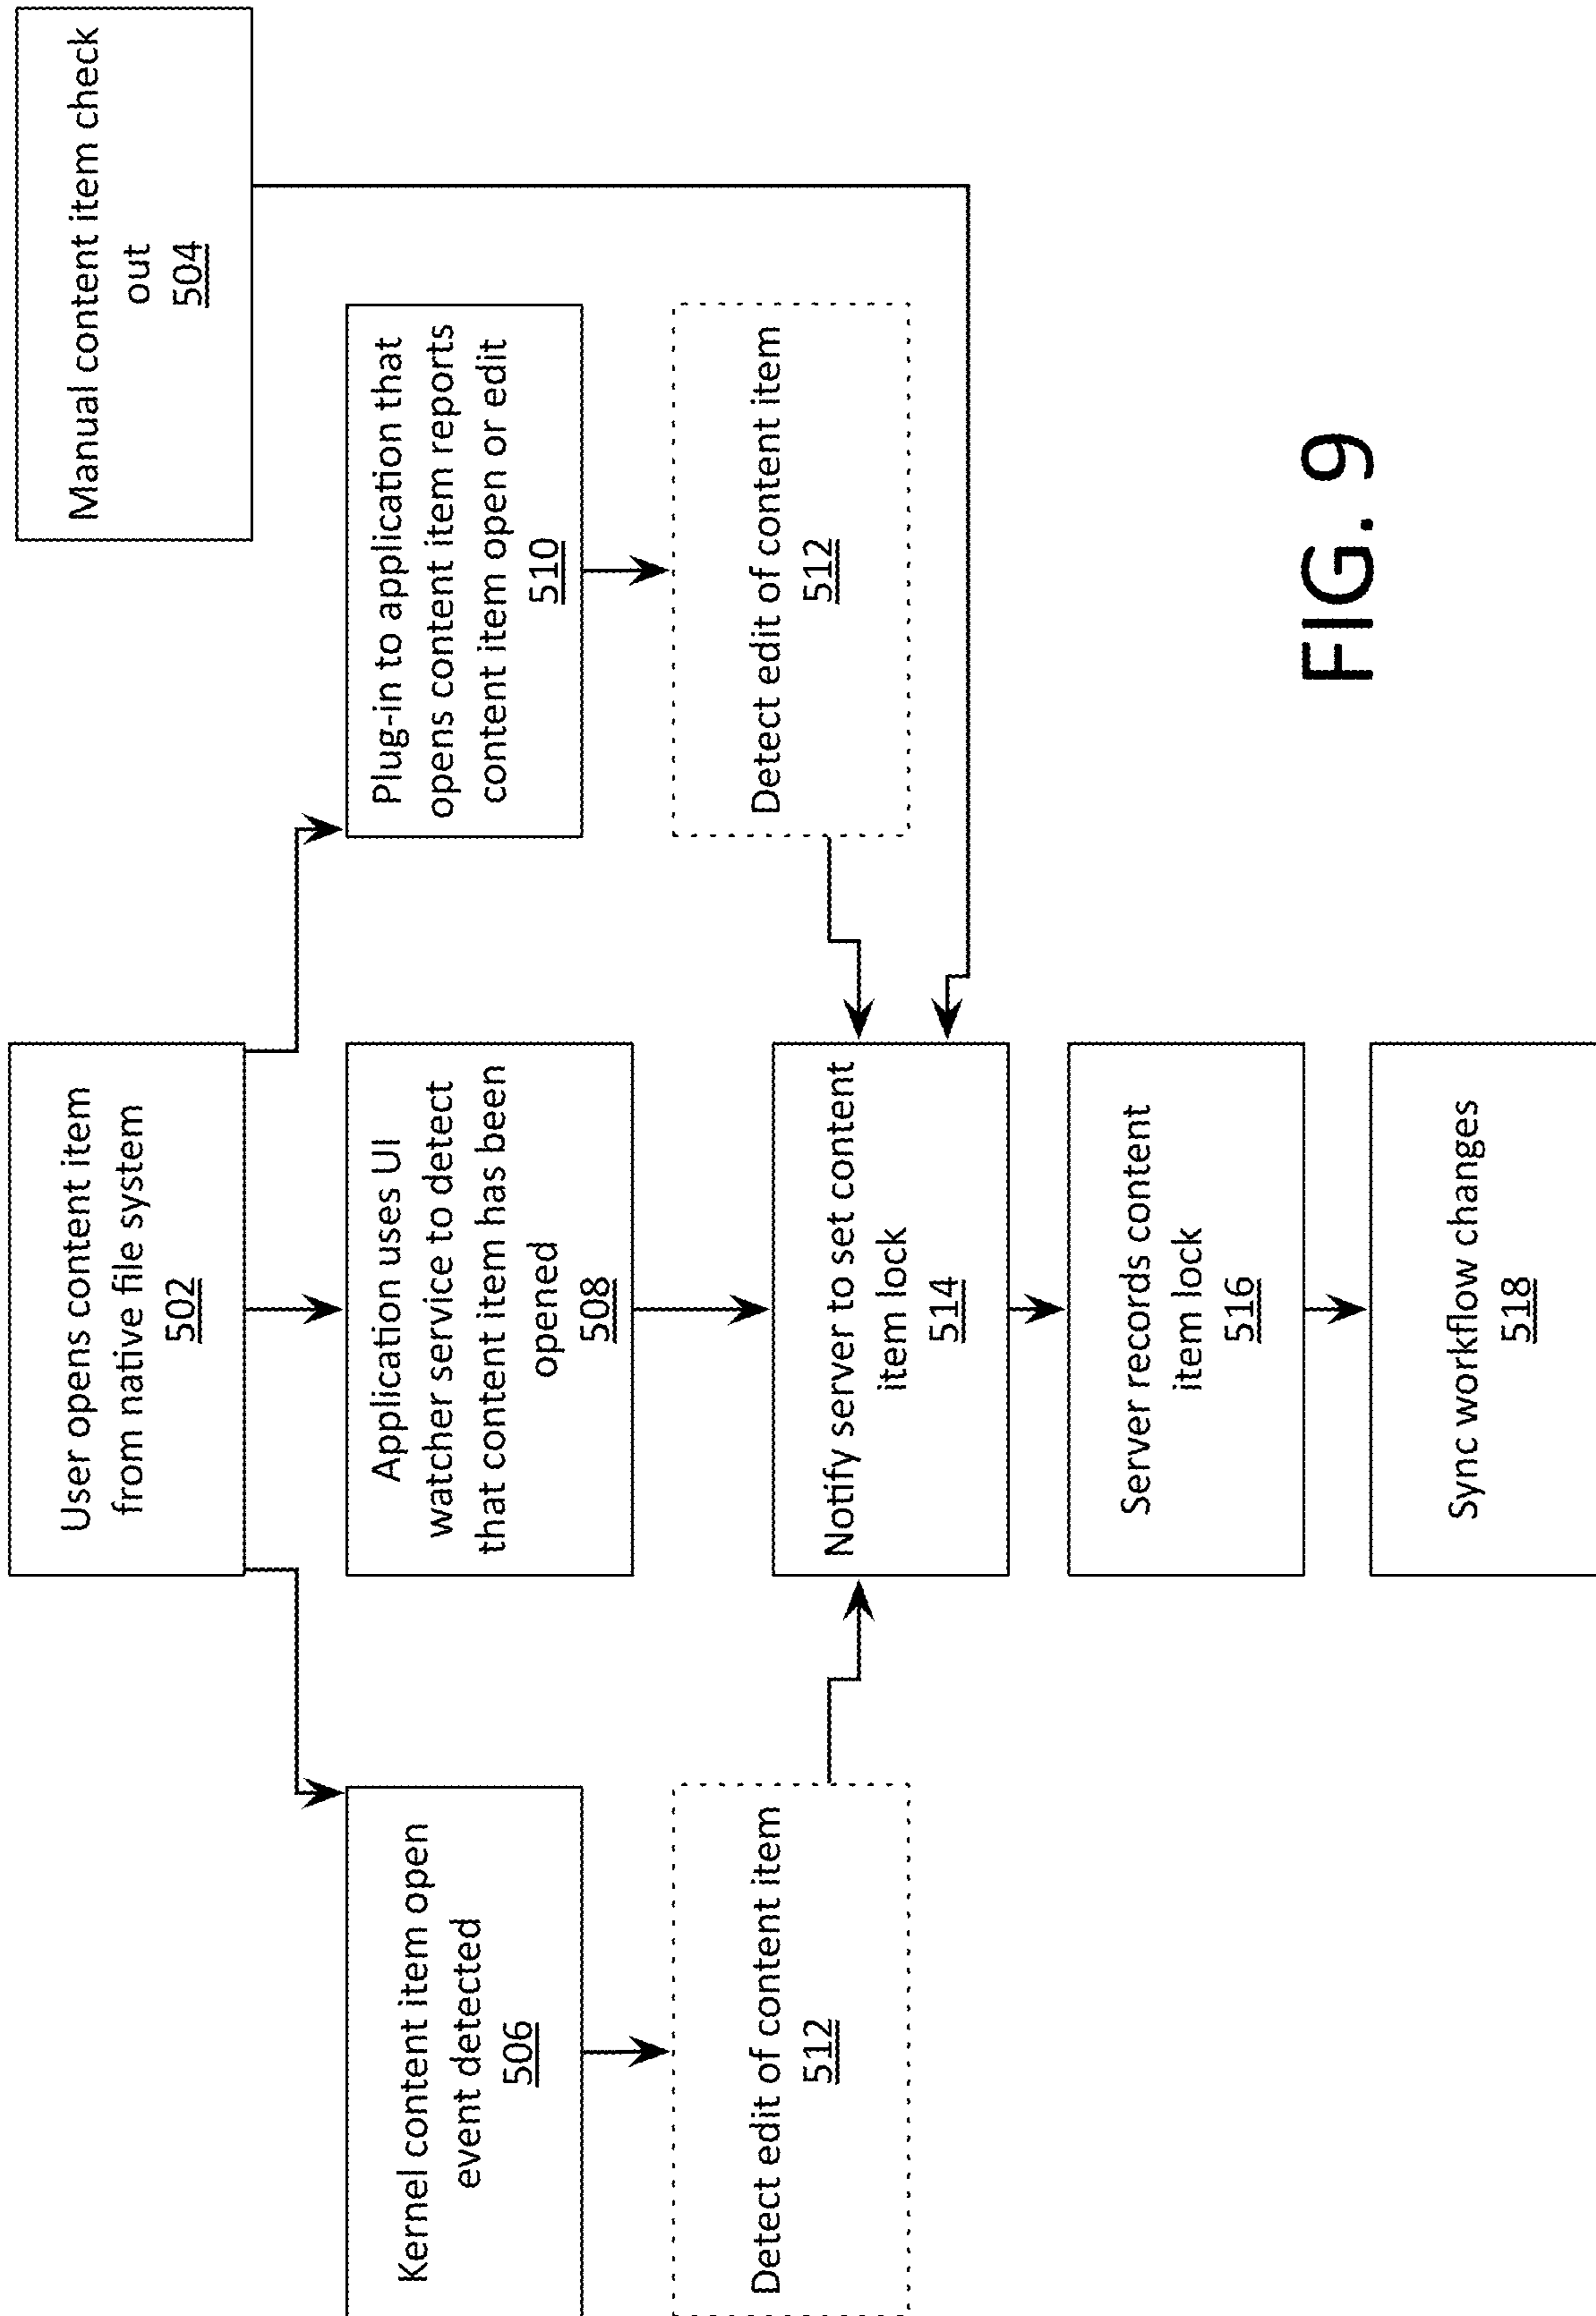 User opens content item
from native file system
502
Manual content item check
out
504
Kernel content item open
event detected
506
Application uses UI
watcher service to detect
that content item has been
opened
508
Plug-in to application that
opens content item reports
content item open or edit
510
Detect edit of content item
512
Detect edit of content item
512
Notify server to set content
item lock
514
Server records content
item lock
516
Sync workflow changes
518
FIG. 9